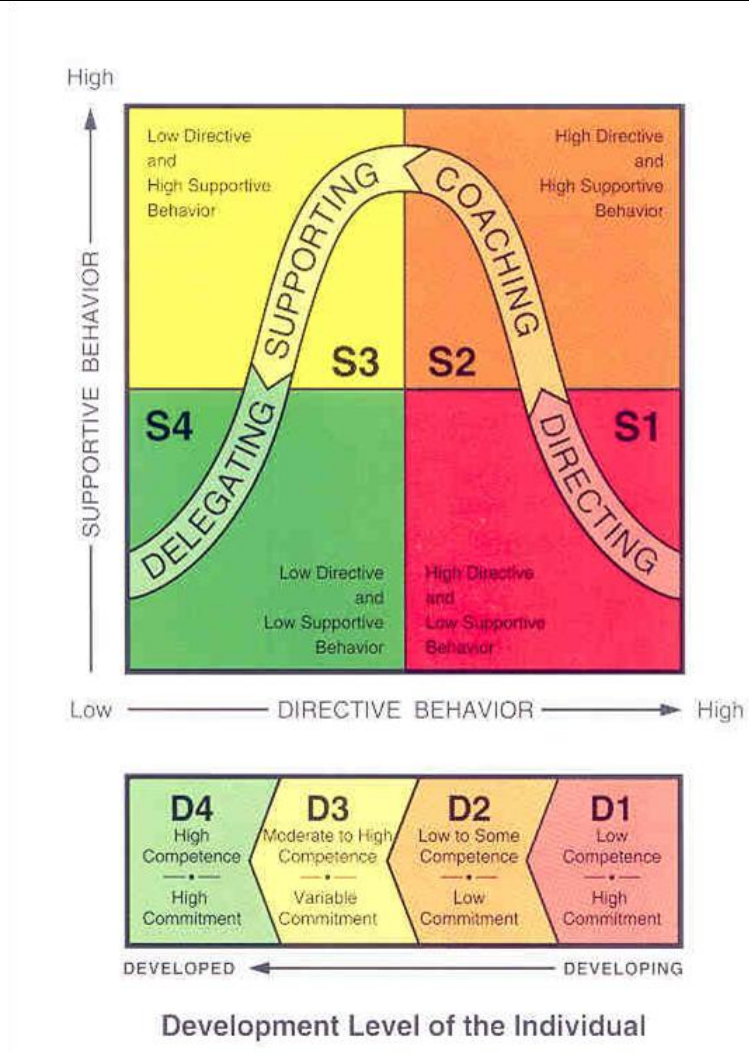 High
Low Directive
and
High Supportive
Behavior
High Directive
and
High Supportive
Behavior
SUPPORTING
COACHING
SUPPORTIVE BEHAVIOR
S3
S2
S4
S1
DELEGATING
DIRECTING
Low Directive
and
Low Supportive
Behavior
High Directive
and
Low Supportive
Behavior
Low
DIRECTIVE BEHAVIOR
High
D4
High
Competence
High
Commitment
D3
Moderate to High
Competence
Variable
Commitment
D2
Low to Some
Competence
Low
Commitment
D1
Low
Competence
High
Commitment
DEVELOPED
DEVELOPING
Development Level of the Individual